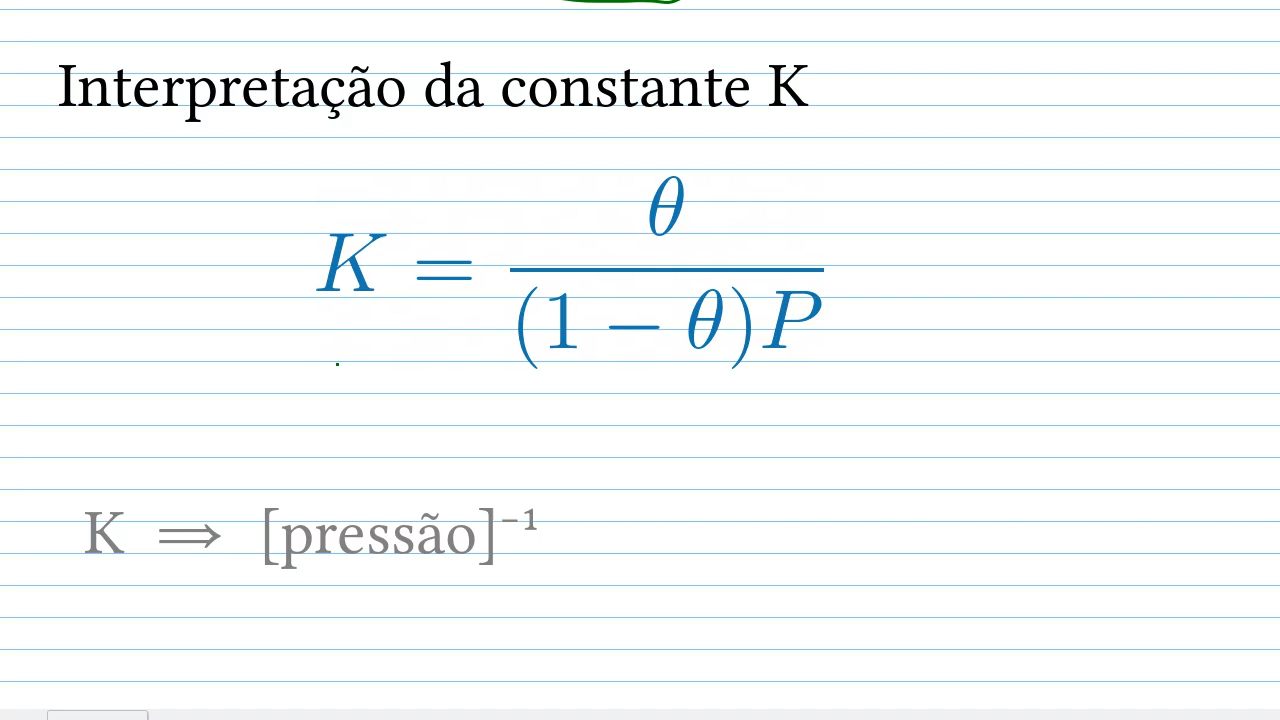 Interpretação da constante K
K = θ / (1 − θ)P
K ⟹ [pressão]⁻¹